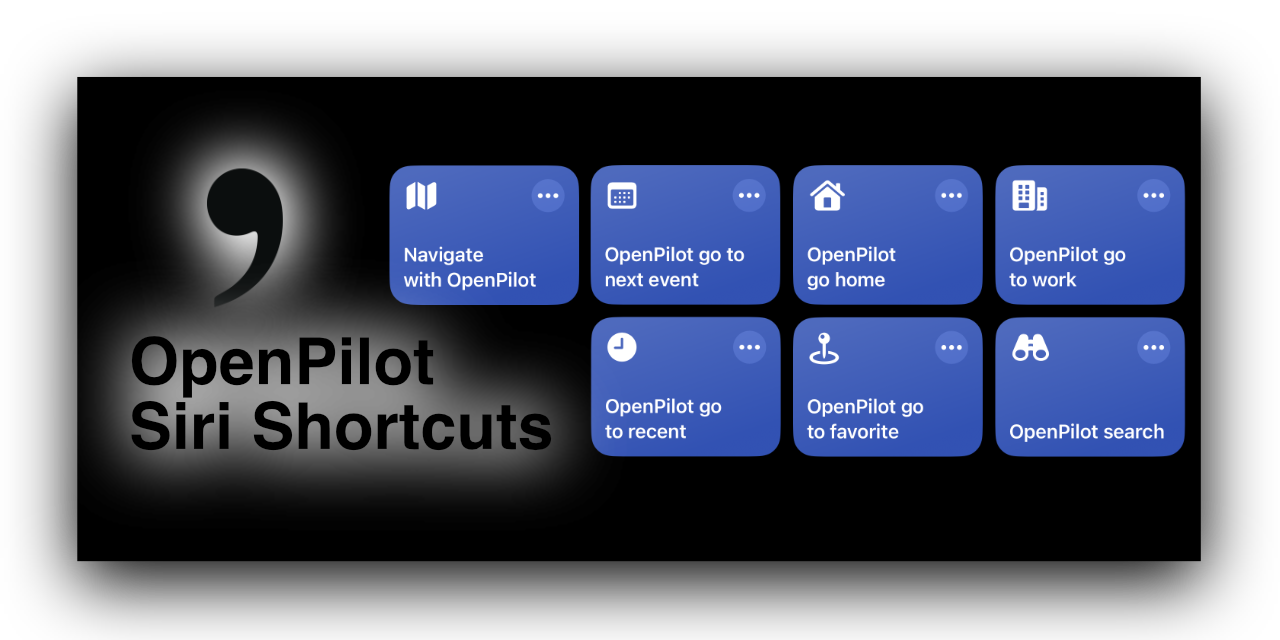 Navigate
with OpenPilot
OpenPilot go to
next event
OpenPilot
go home
OpenPilot go
to work
OpenPilot
Siri Shortcuts
OpenPilot go
to recent
OpenPilot go
to favorite
OpenPilot search